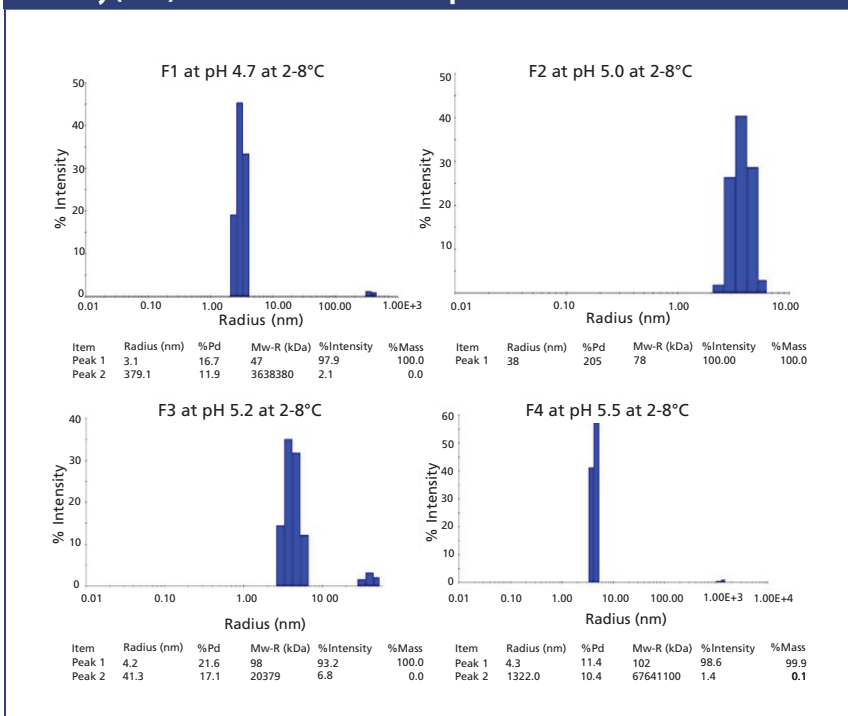 F1 at pH 4.7 at 2-8°C
50
40
30
20
10
0
% Intensity
0.01 0.10 1.00 10.00 100.00 1.00E+3
Radius (nm)
Item Radius (nm) %Pd Mw-R (kDa) %Intensity %Mass
Peak 1 3.1 16.7 47 97.9 100.0
Peak 2 379.1 11.9 3638380 2.1 0.0
F2 at pH 5.0 at 2-8°C
50
40
30
20
10
% Intensity
0.01 0.10 1.00 10.00
Radius (nm)
Item Radius (nm) %Pd Mw-R (kDa) %Intensity %Mass
Peak 1 38 205 78 100.00 100.0
F3 at pH 5.2 at 2-8°C
40
30
20
10
0
% Intensity
0.01 0.10 1.00 10 00
Radius (nm)
Item Radius (nm) %Pd Mw-R (kDa) %Intensity %Mass
Peak 1 4.2 21.6 98 93.2 100.0
Peak 2 41.3 17.1 20379 6.8 0.0
F4 at pH 5.5 at 2-8°C
60
50
40
30
20
10
0
% Intensity
0.01 0.10 1.00 10.00 100.00 1.00E+3 1.00E+4
Radius (nm)
Item Radius (nm) %Pd Mw-R (kDa) %Intensity %Mass
Peak 1 4.3 11.4 102 98.6 99.9
Peak 2 1322.0 10.4 67641100 1.4 0.1